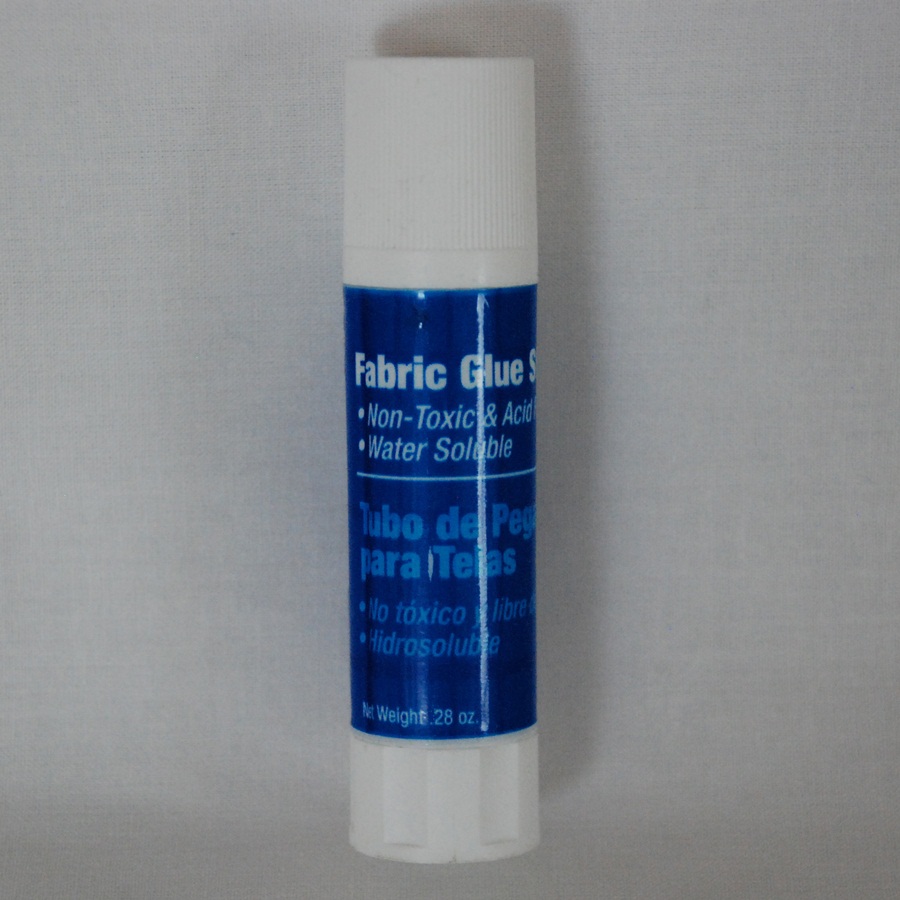 Fabric Glue S
• Non-Toxic & Acid
• Water Soluble
Tubo de Pega
para Telas
• No tóxico y libre de
• Hidrosoluble
Net Weight .28 oz.